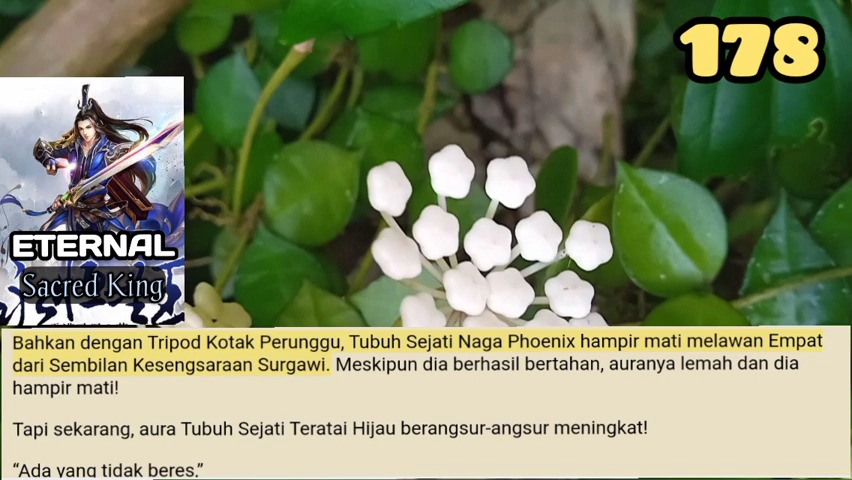 178
ETERNAL
Sacred King
Bahkan dengan Tripod Kotak Perunggu, Tubuh Sejati Naga Phoenix hampir mati melawan Empat
dari Sembilan Kesengsaraan Surgawi. Meskipun dia berhasil bertahan, auranya lemah dan dia
hampir mati!
Tapi sekarang, aura Tubuh Sejati Teratai Hijau berangsur-angsur meningkat!
“Ada yang tidak beres.”